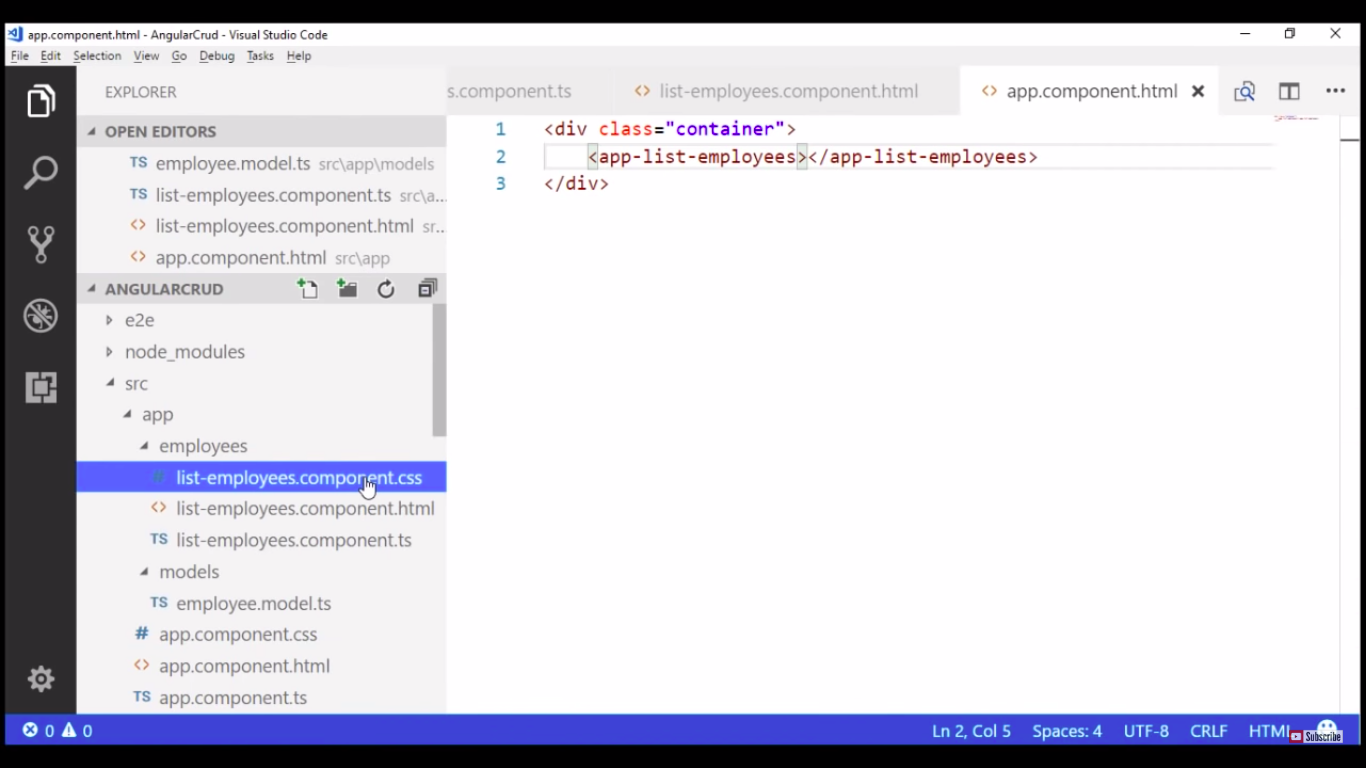 app.component.html - AngularCrud - Visual Studio Code
File Edit Selection View Go Debug Tasks Help
EXPLORER
s.component.ts
<> list-employees.component.html
<> app.component.html
OPEN EDITORS
TS employee.model.ts src\app\models
TS list-employees.component.ts src\a...
<> list-employees.component.html sr...
<> app.component.html src\app
ANGULARCRUD
e2e
node_modules
src
app
employees
# list-employees.component.css
<> list-employees.component.html
TS list-employees.component.ts
models
TS employee.model.ts
# app.component.css
<> app.component.html
TS app.component.ts
1 <div class="container">
2 <app-list-employees></app-list-employees>
3 </div>
0 0
Ln 2, Col 5 Spaces: 4 UTF-8 CRLF HTML
Subscribe